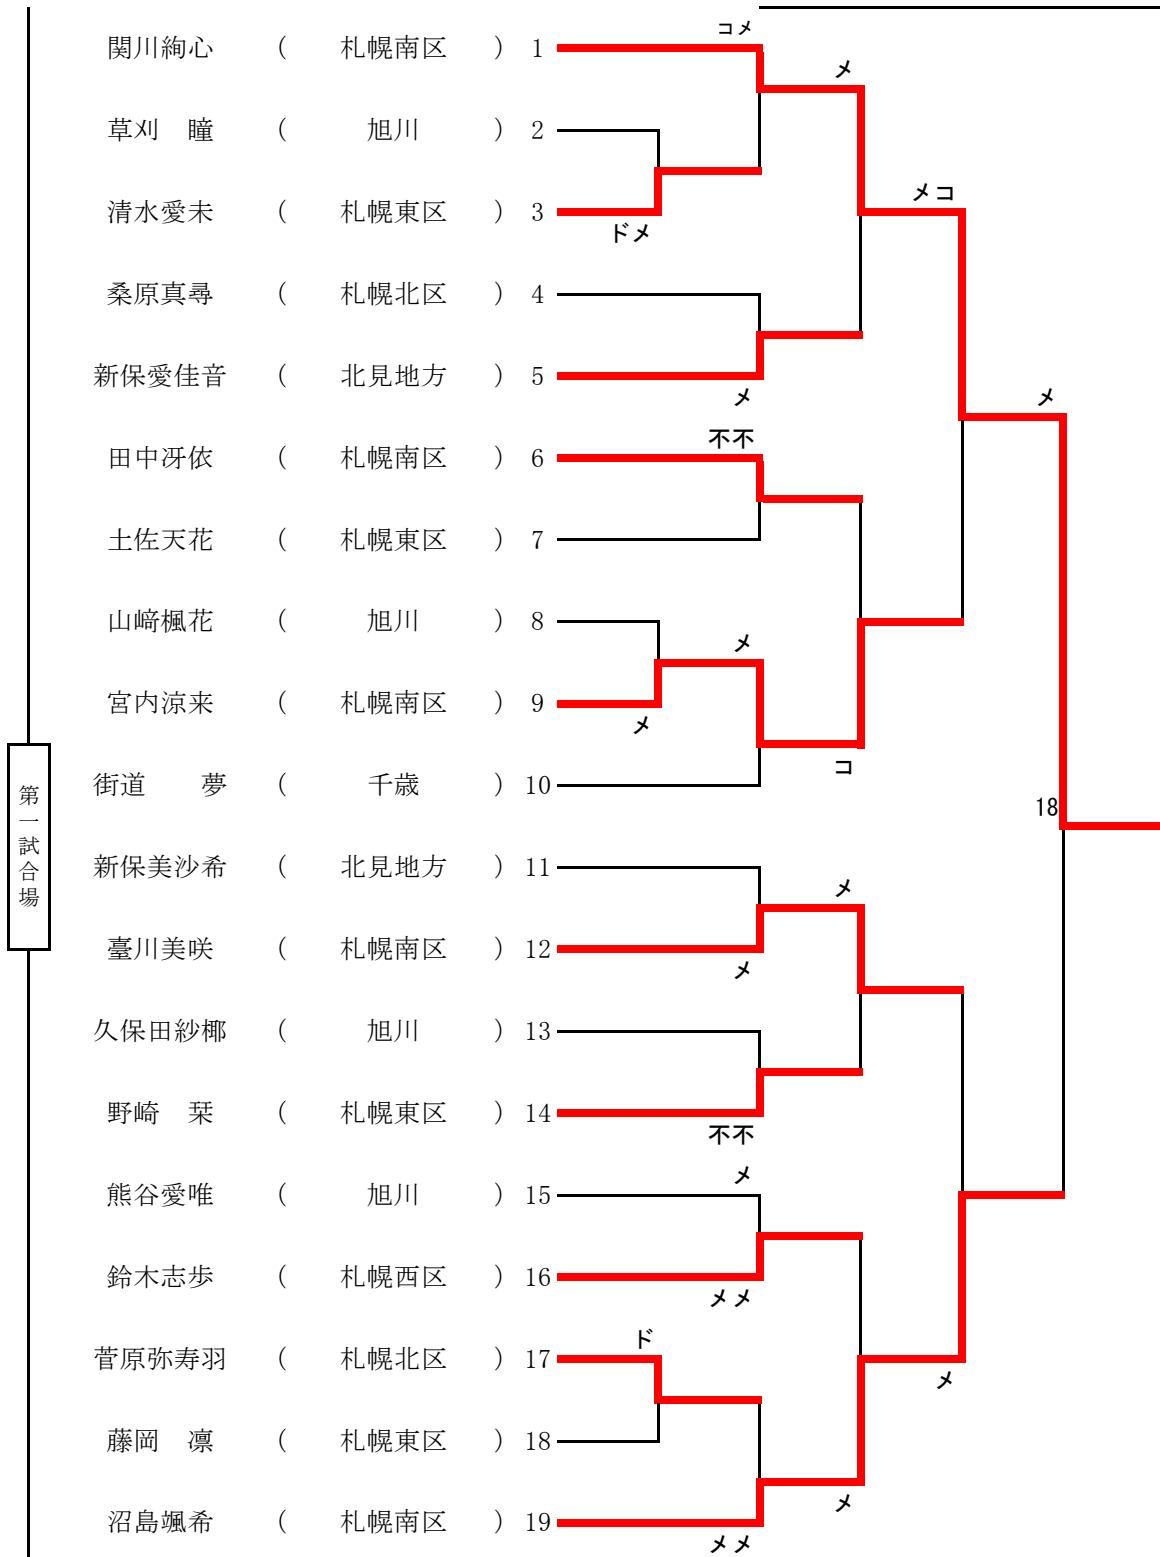 コメ
関川絢心 ( 札幌南区 ) 1
メ
草刈 瞳 ( 旭川 ) 2
メコ
清水愛未 ( 札幌東区 ) 3
ドメ
桑原真尋 ( 札幌北区 ) 4
新保愛佳音 ( 北見地方 ) 5
メ
メ
不不
田中冴依 ( 札幌南区 ) 6
土佐天花 ( 札幌東区 ) 7
山﨑楓花 ( 旭川 ) 8
メ
宮内涼来 ( 札幌南区 ) 9
メ
コ
街道 夢 ( 千歳 ) 10
18
第一試合場
新保美沙希 ( 北見地方 ) 11
メ
臺川美咲 ( 札幌南区 ) 12
メ
久保田紗椰 ( 旭川 ) 13
野崎 栞 ( 札幌東区 ) 14
不不
メ
熊谷愛唯 ( 旭川 ) 15
鈴木志歩 ( 札幌西区 ) 16
メメ
ド
菅原弥寿羽 ( 札幌北区 ) 17
メ
藤岡 凛 ( 札幌東区 ) 18
メ
沼島颯希 ( 札幌南区 ) 19
メメ